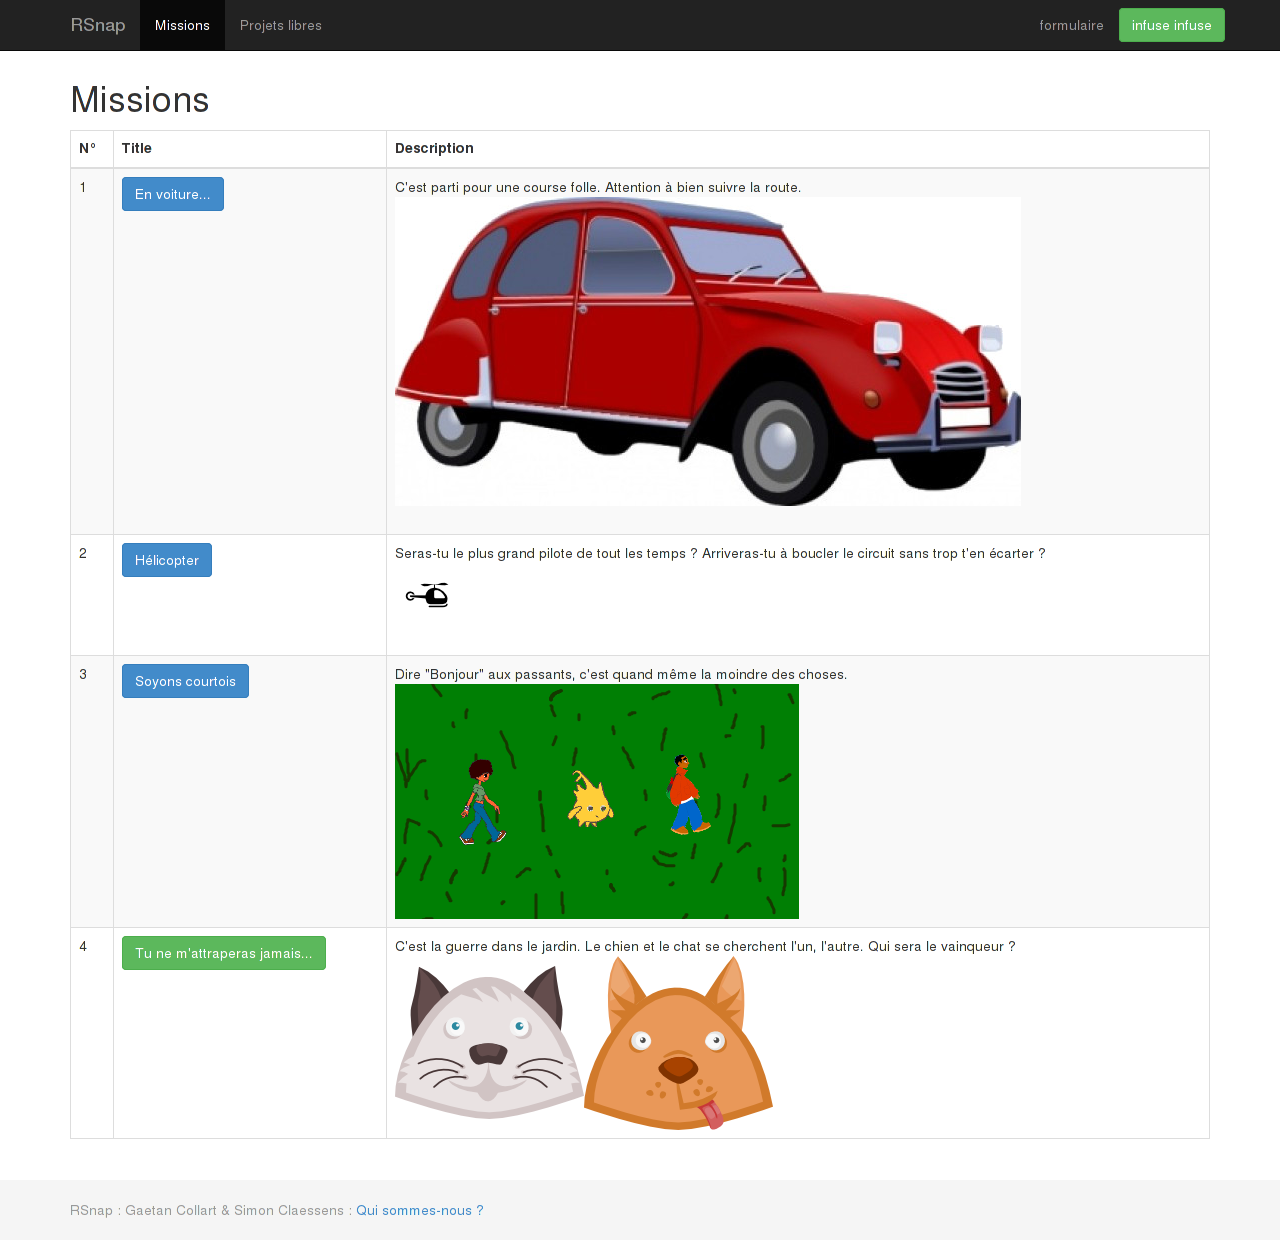 RSnap Missions Projets libres formulaire infuse infuse
Missions
N° Title Description
1 En voiture... C'est parti pour une course folle. Attention à bien suivre la route.
2 Hélicopter Seras-tu le plus grand pilote de tout les temps ? Arriveras-tu à boucler le circuit sans trop t'en écarter ?
3 Soyons courtois Dire "Bonjour" aux passants, c'est quand même la moindre des choses.
4 Tu ne m'attraperas jamais... C'est la guerre dans le jardin. Le chien et le chat se cherchent l'un, l'autre. Qui sera le vainqueur ?
RSnap : Gaetan Collart & Simon Claessens : Qui sommes-nous ?